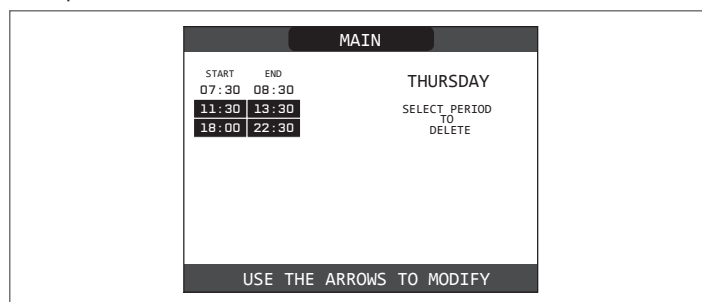 MAIN
START END
07:30 08:30
11:30 13:30
18:00 22:30
THURSDAY
SELECT PERIOD
TO
DELETE
USE THE ARROWS TO MODIFY